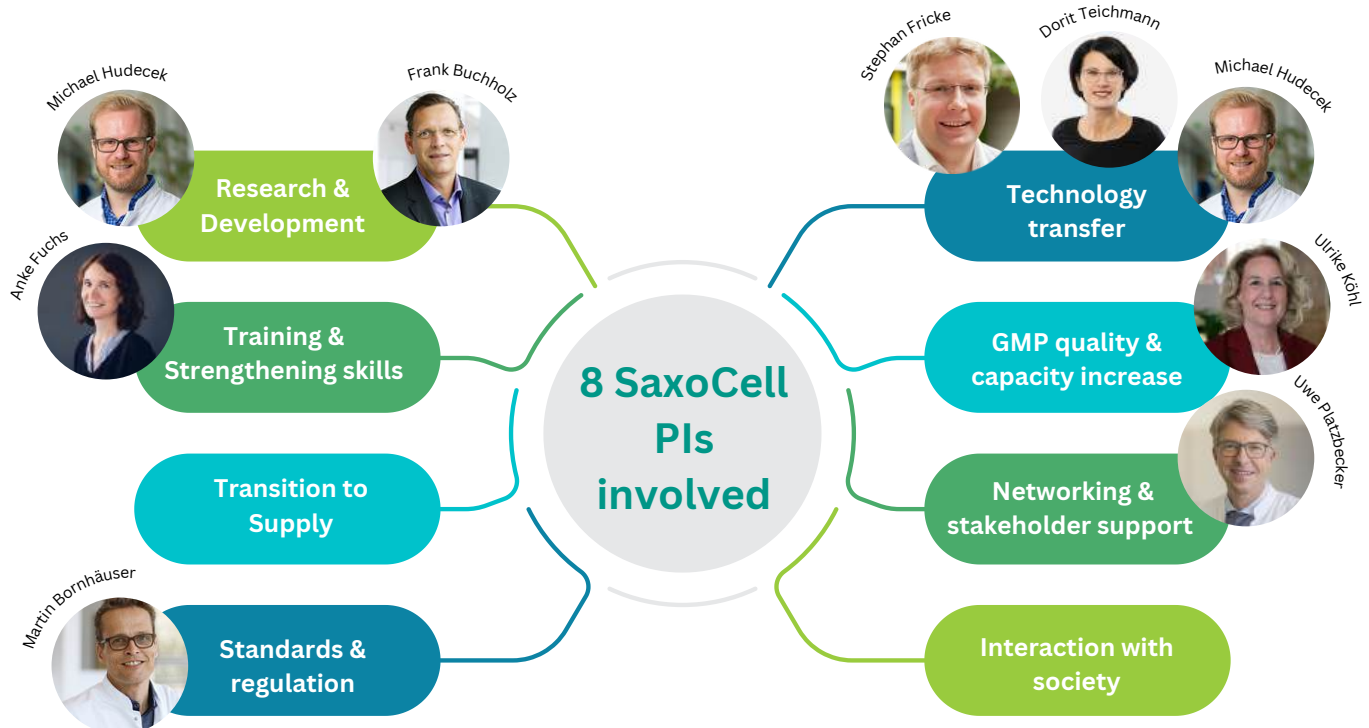 Michael Hudecek
Frank Buchholz
Research &
Development
Anke Fuchs
Training &
Strengthening skills
Transition to
Supply
Martin Bornhäuser
Standards &
regulation
8 SaxoCell
PIs
involved
Stephan Fricke
Dorit Teichmann
Michael Hudecek
Technology
transfer
Ulrike Köhl
GMP quality &
capacity increase
Uwe Platzbecker
Networking &
stakeholder support
Interaction with
society